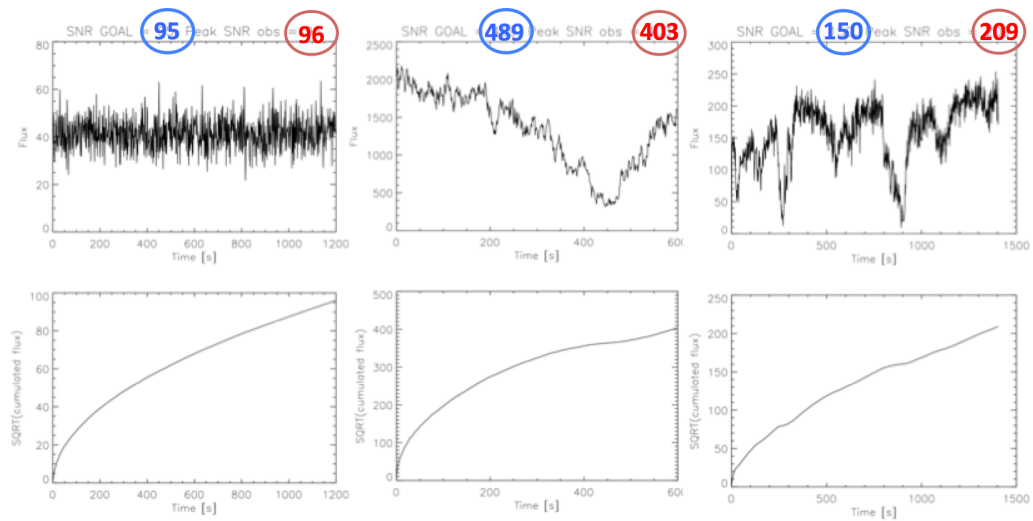 SNR GOAL = 95 Peak SNR obs = 96
SNR GOAL = 489 Peak SNR obs 403
SNR GOAL = 150 Peak SNR obs = 209
80
60
40
20
0
Flux
0 200 400 600 800 1000 1200
Time [s]
2500
2000
1500
1000
500
0
Flux
0 200 400 600
Time [s]
300
250
200
150
100
50
0
Flux
0 500 1000 1500
Time [s]
100
80
60
40
20
0
SQRT(cumulated flux)
0 200 400 600 800 1000 1200
Time [s]
500
400
300
200
100
0
SQRT(cumulated flux)
0 200 400 600
Time [s]
250
200
150
100
50
0
SQRT(cumulated flux)
0 500 1000 1500
Time [s]